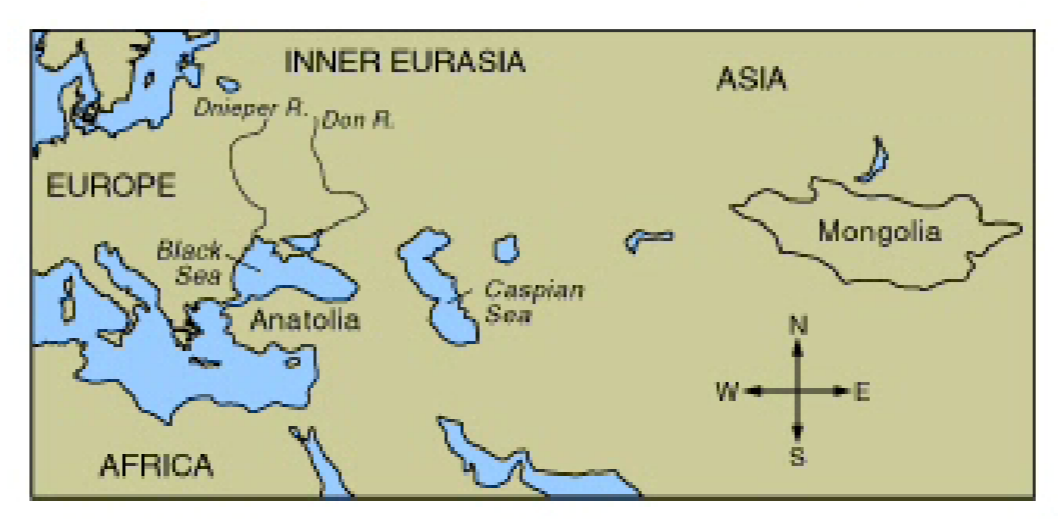 INNER EURASIA
ASIA
Dnieper R.
Don R.
EUROPE
Mongolia
Black
Sea
Caspian
Sea
Anatolia
N
W E
S
AFRICA